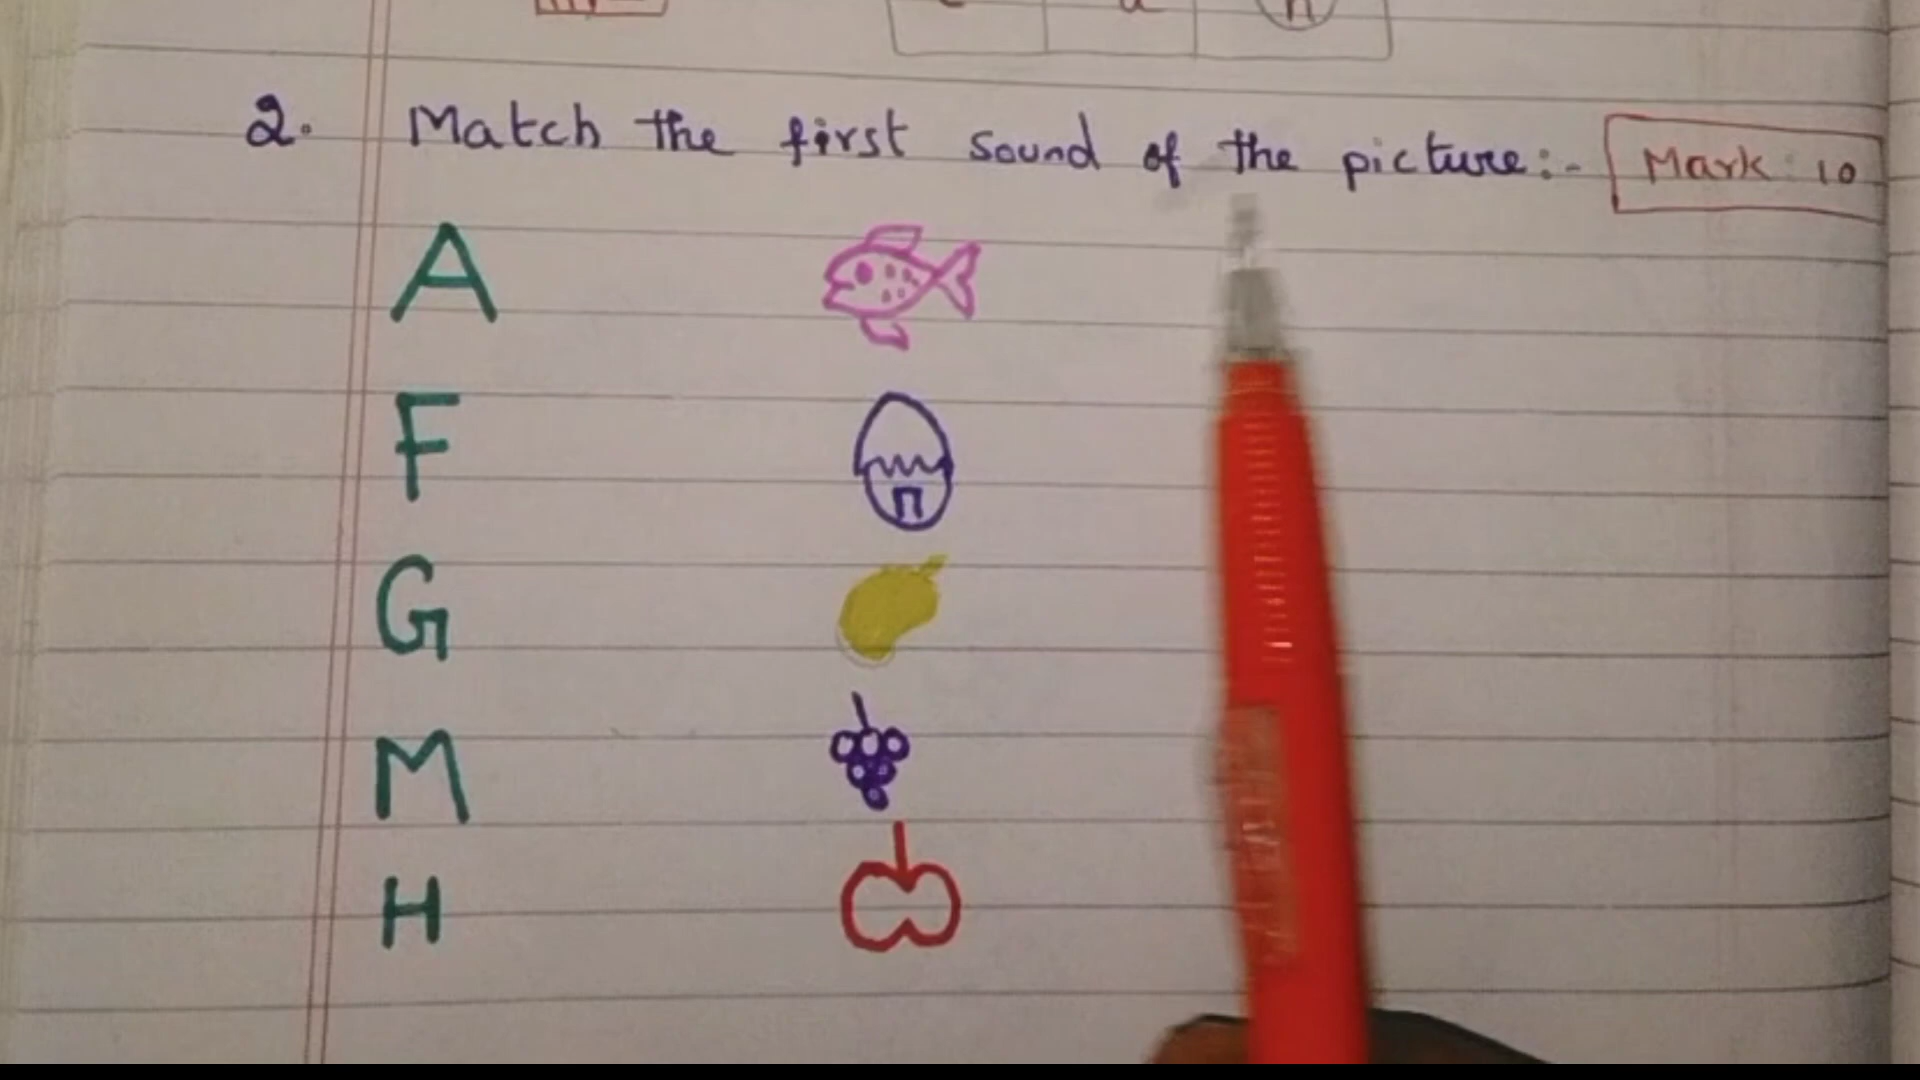 2. Match the first sound of the picture:- Mark : 10
A
F
G
M
H